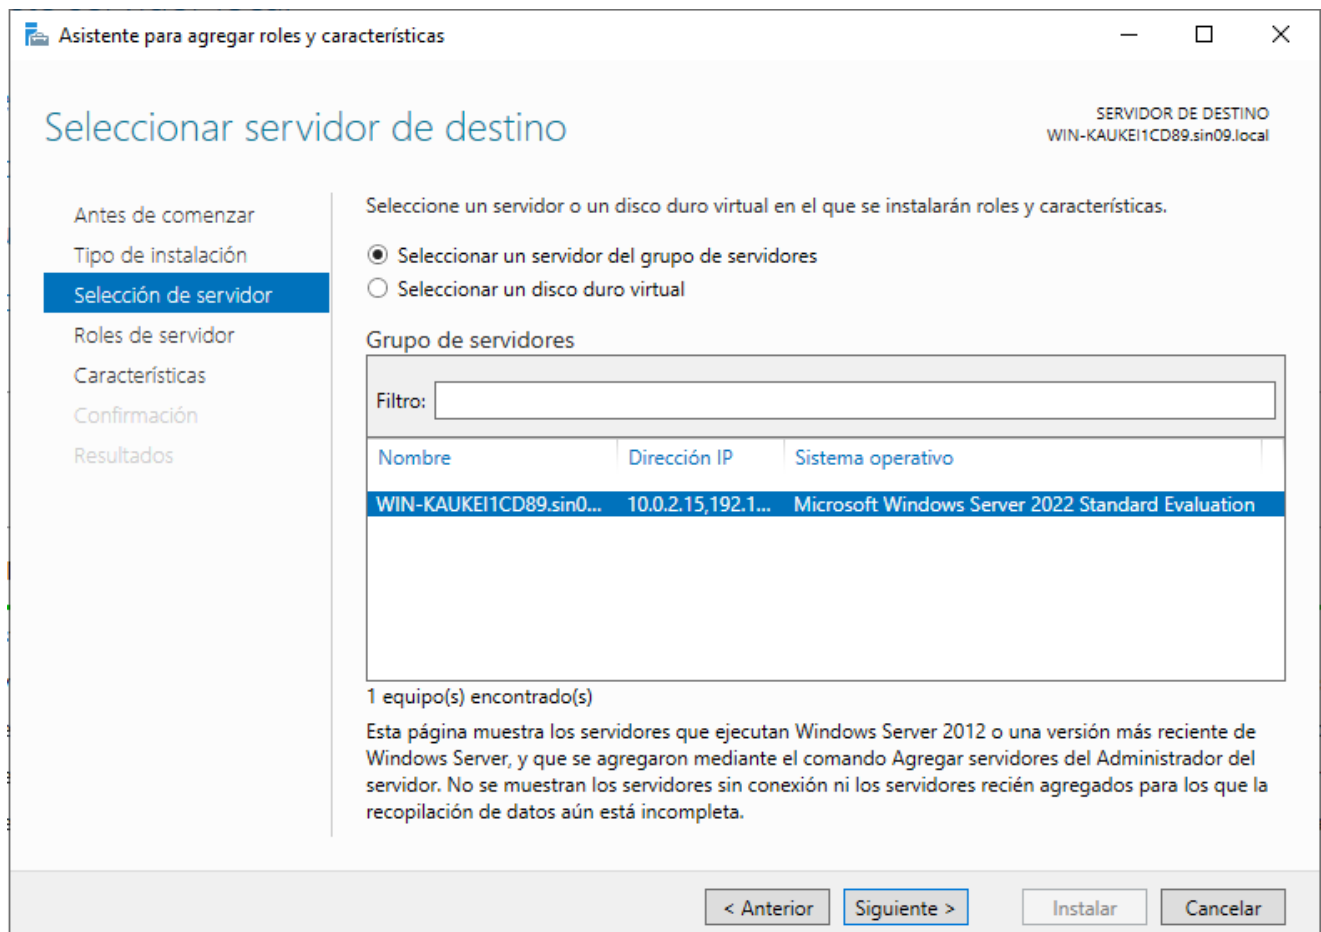 Asistente para agregar roles y características
Seleccionar servidor de destino
SERVIDOR DE DESTINO
WIN-KAUKEI1CD89.sin09.local
Antes de comenzar
Tipo de instalación
Selección de servidor
Roles de servidor
Características
Confirmación
Resultados
Seleccione un servidor o un disco duro virtual en el que se instalarán roles y características.
Seleccionar un servidor del grupo de servidores
Seleccionar un disco duro virtual
Grupo de servidores
Filtro:
Nombre Dirección IP Sistema operativo
WIN-KAUKEI1CD89.sin0... 10.0.2.15,192.1... Microsoft Windows Server 2022 Standard Evaluation
1 equipo(s) encontrado(s)
Esta página muestra los servidores que ejecutan Windows Server 2012 o una versión más reciente de
Windows Server, y que se agregaron mediante el comando Agregar servidores del Administrador del
servidor. No se muestran los servidores sin conexión ni los servidores recién agregados para los que la
recopilación de datos aún está incompleta.
< Anterior Siguiente > Instalar Cancelar